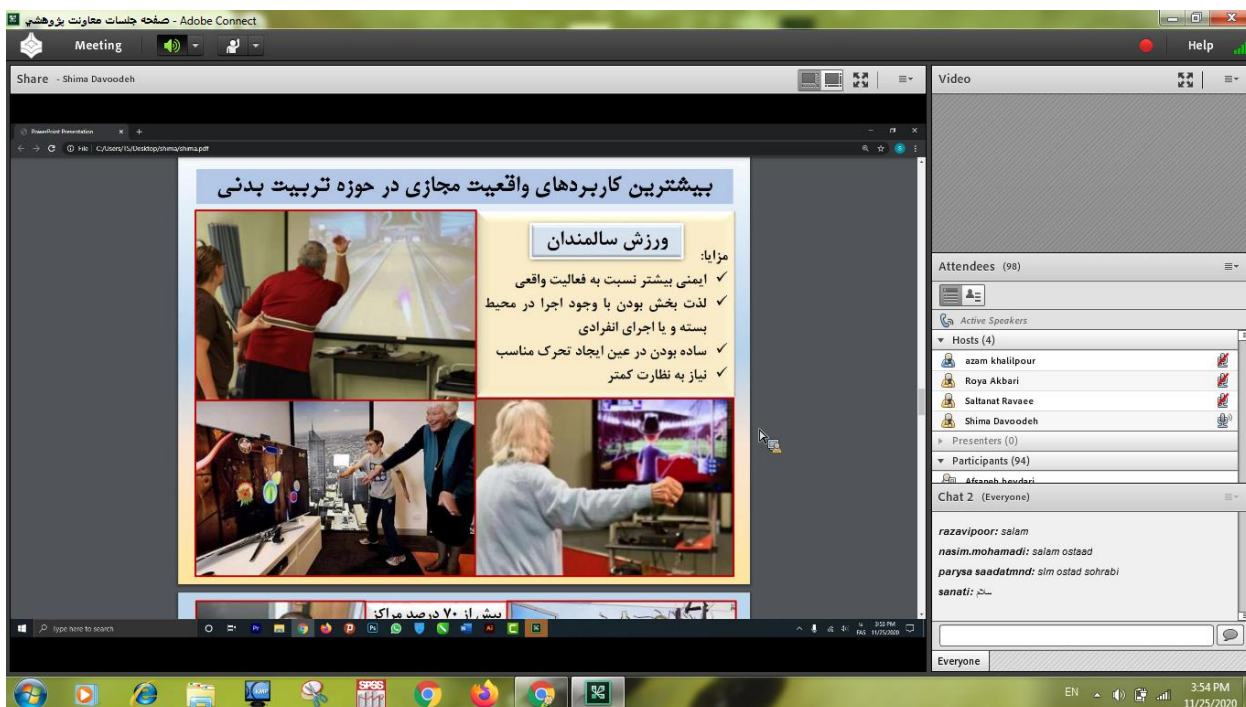 صفحه جلسات معاونت پژوهشي - Adobe Connect
Meeting
Help
Share - Shima Davoodeh
PowerPoint Presentation
File C:/Users/TS/Desktop/shima/shima.pdf
بیشترین کاربردهای واقعیت مجازی در حوزه تربیت بدنی
ورزش سالمندان
مزایا:
✓ ایمنی بیشتر نسبت به فعالیت واقعی
✓ لذت بخش بودن با وجود اجرا در محیط
بسته و یا اجرای انفرادی
✓ ساده بودن در عین ایجاد تحرک مناسب
✓ نیاز به نظارت کمتر
بیش از ۷۰ درصد مراکز
Type here to search
3:53 PM
FAS 11/25/2020
Video
Attendees (98)
Active Speakers
Hosts (4)
azam khalilpour
Roya Akbari
Saltanat Ravaee
Shima Davoodeh
Presenters (0)
Participants (94)
Afsaneh heydari
Chat 2 (Everyone)
razavipoor: salam
nasim.mohamadi: salam ostaad
parysa saadatmnd: slm ostad sohrabi
sanati: سلام
Everyone
SPSS
EN
3:54 PM
11/25/2020